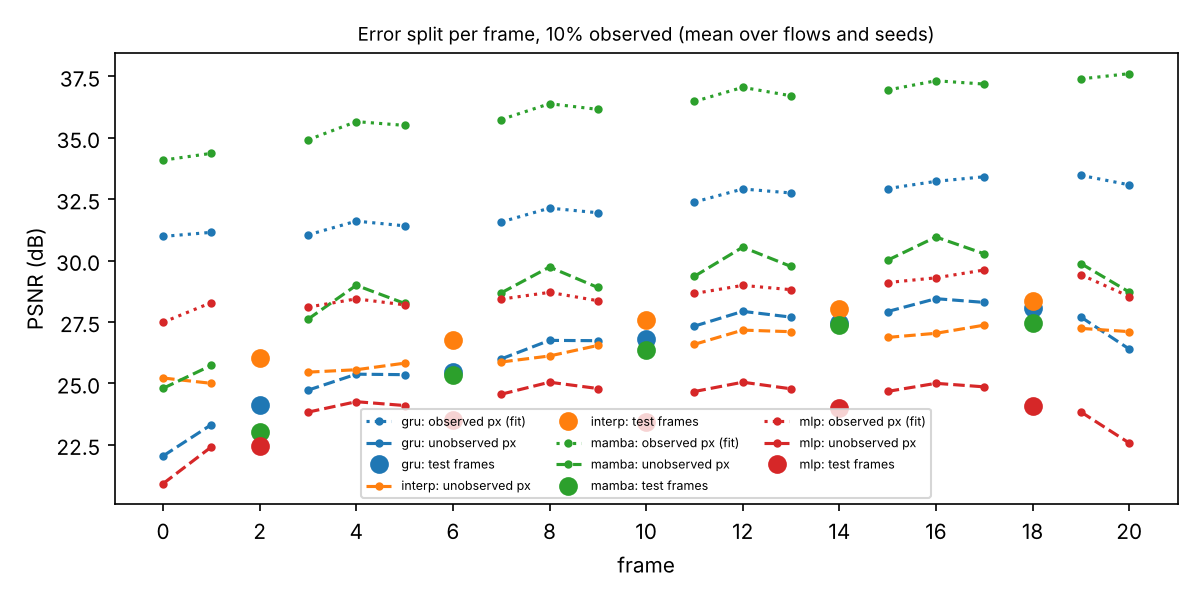 Error split per frame, 10% observed (mean over flows and seeds)
PSNR (dB)
37.5
35.0
32.5
30.0
27.5
25.0
22.5
gru: observed px (fit)
gru: unobserved px
gru: test frames
interp: unobserved px
interp: test frames
mamba: observed px (fit)
mamba: unobserved px
mamba: test frames
mlp: observed px (fit)
mlp: unobserved px
mlp: test frames
0 2 4 6 8 10 12 14 16 18 20
frame